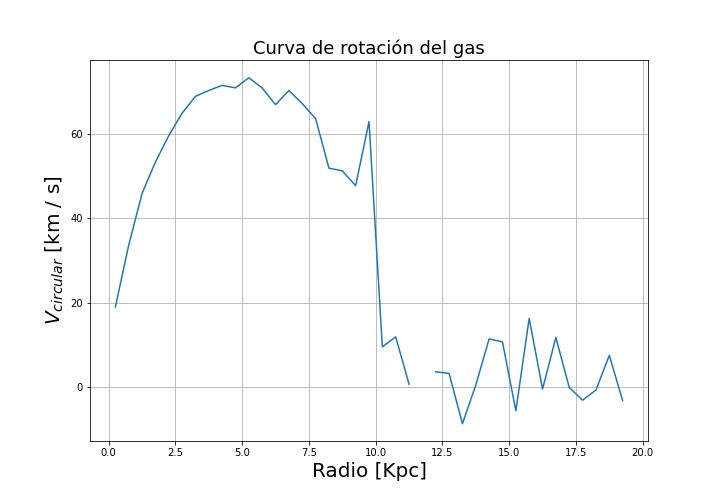 Curva de rotación del gas
V_circular [km / s]
60
40
20
0
0.0 2.5 5.0 7.5 10.0 12.5 15.0 17.5 20.0
Radio [Kpc]